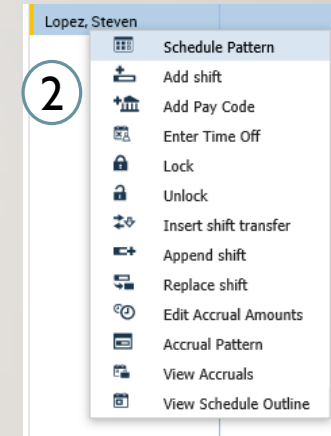 Lopez, Steven
2
Schedule Pattern
Add shift
Add Pay Code
Enter Time Off
Lock
Unlock
Insert shift transfer
Append shift
Replace shift
Edit Accrual Amounts
Accrual Pattern
View Accruals
View Schedule Outline